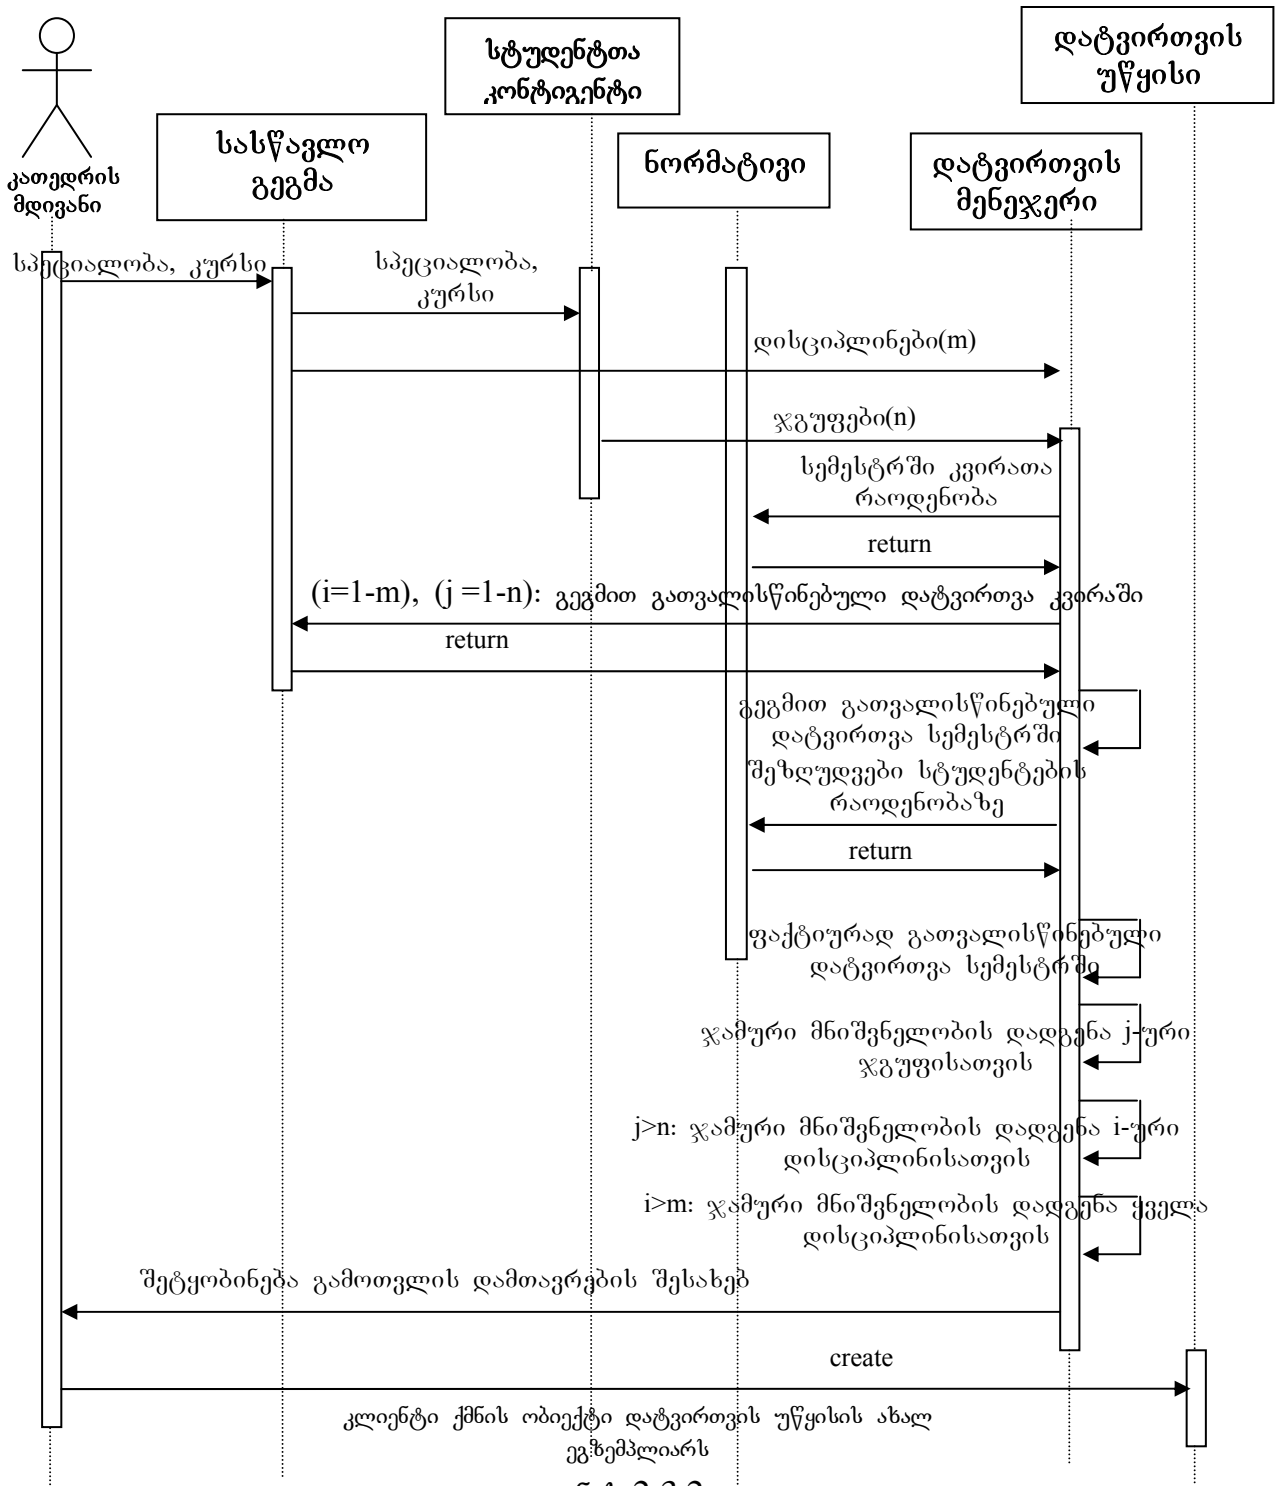 სტუდენტთა
კონტიგენტი
დატვირთვის
უწყისი
სასწავლო
გეგმა
ნორმატივი
დატვირთვის
მენეჯერი
კათედრის
მდივანი
სპეციალობა, კურსი
სპეციალობა,
კურსი
დისციპლინები(m)
ჯგუფები(n)
სემესტრში კვირათა
რაოდენობა
return
(i=1-m), (j =1-n): გეგმით გათვალისწინებული დატვირთვა კვირაში
return
გეგმით გათვალისწინებული
დატვირთვა სემესტრში
შეზღუდვები სტუდენტების
რაოდენობაზე
return
ფაქტიურად გათვალისწინებული
დატვირთვა სემესტრში
ჯამური მნიშვნელობის დადგენა j-ური
ჯგუფისათვის
j>n: ჯამური მნიშვნელობის დადგენა i-ური
დისციპლინისათვის
i>m: ჯამური მნიშვნელობის დადგენა ყველა
დისციპლინისათვის
შეტყობინება გამოთვლის დამთავრების შესახებ
create
კლიენტი ქმნის ობიექტი დატვირთვის უწყისის ახალ
ეგზემპლიარს